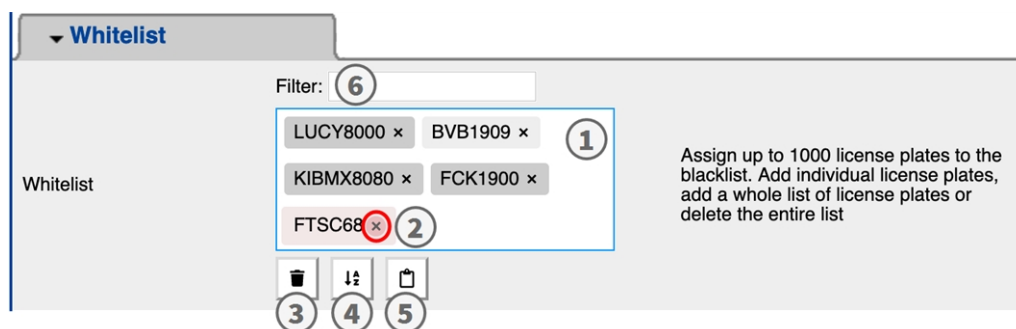 Whitelist
Filter: 6
LUCY8000 × BVB1909 × 1
KIBMX8080 × FCK1900 ×
FTSC68 × 2
Whitelist
Assign up to 1000 license plates to the
blacklist. Add individual license plates,
add a whole list of license plates or
delete the entire list
3 4 5